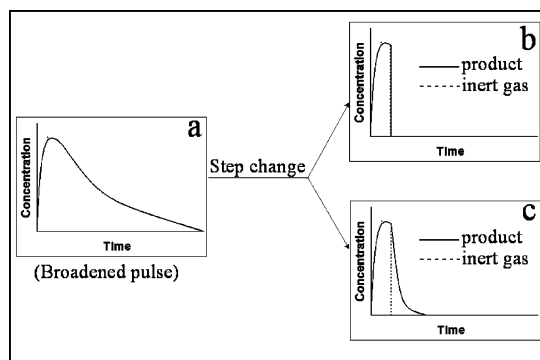 a
Concentration
Time
(Broadened pulse)
Step change
b
Concentration
product
inert gas
Time
c
Concentration
product
inert gas
Time